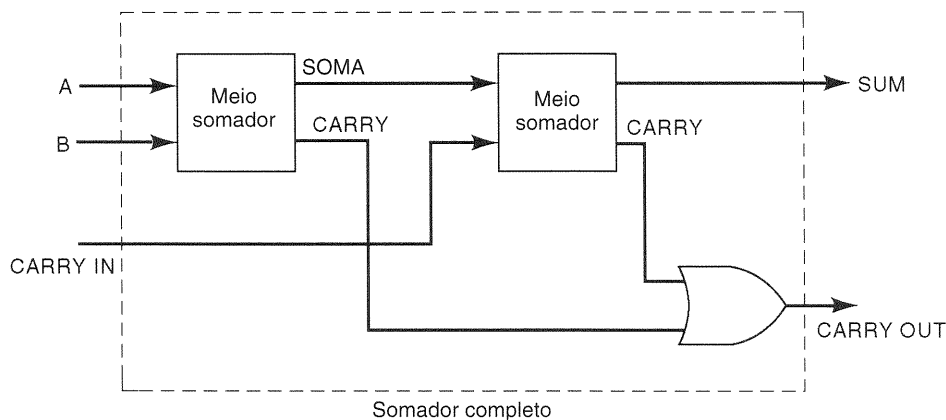 A
B
CARRY IN
Meio
somador
SOMA
CARRY
Meio
somador
CARRY
SUM
CARRY OUT
Somador completo